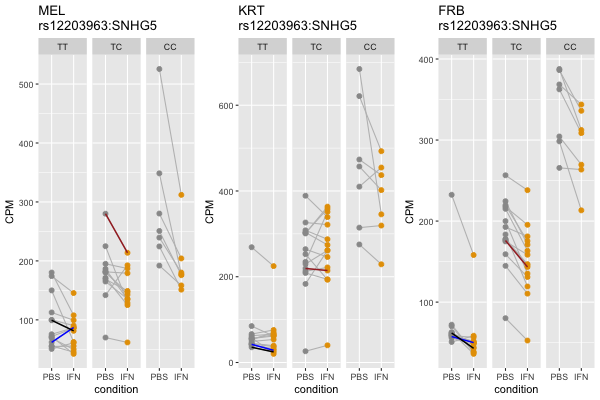 MEL
rs12203963:SNHG5
TT TC CC
500
400
300
200
100
CPM
PBS IFN PBS IFN PBS IFN
condition
KRT
rs12203963:SNHG5
TT TC CC
600
400
200
0
CPM
PBS IFN PBS IFN PBS IFN
condition
FRB
rs12203963:SNHG5
TT TC CC
400
300
200
100
CPM
PBS IFN PBS IFN PBS IFN
condition